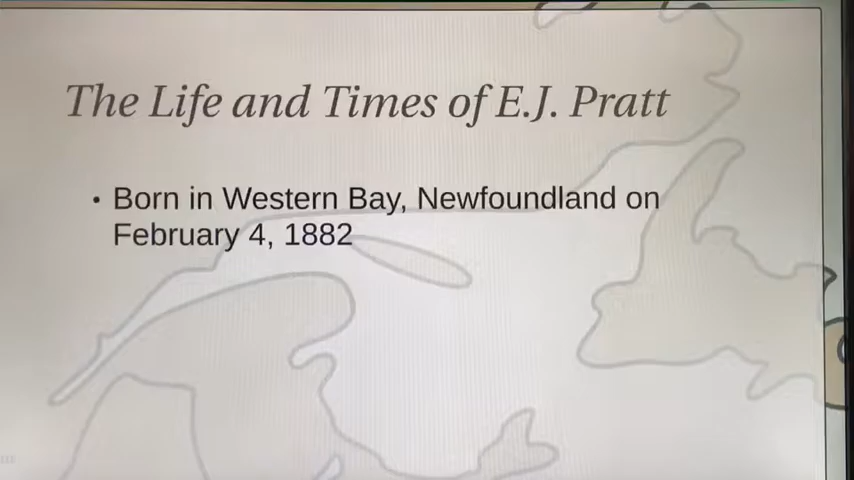 The Life and Times of E.J. Pratt
• Born in Western Bay, Newfoundland on
February 4, 1882